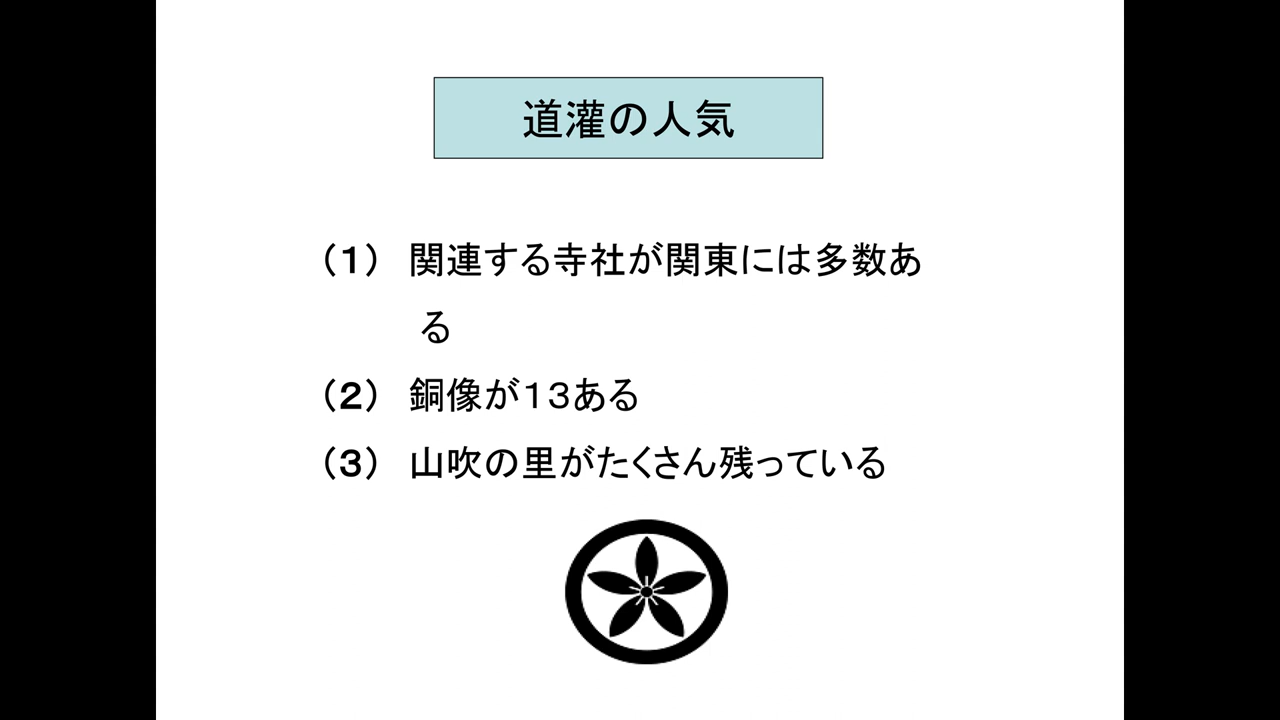 道灌の人気
（１） 関連する寺社が関東には多数あ
る
（２） 銅像が１３ある
（３） 山吹の里がたくさん残っている